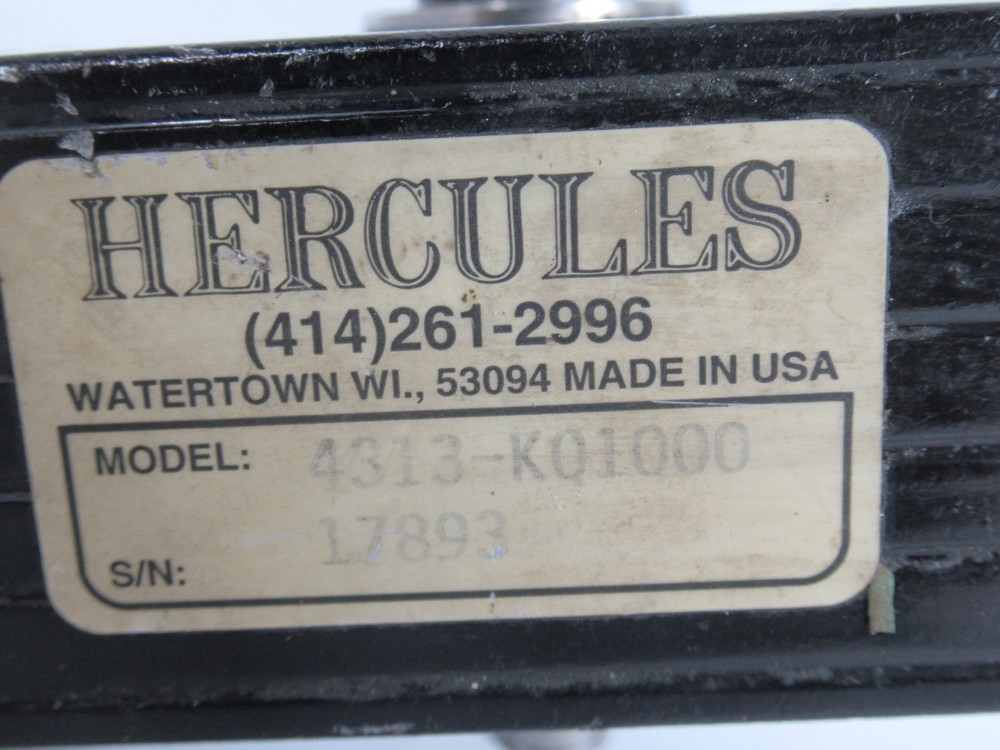 HERCULES
(414)261-2996
WATERTOWN WI., 53094 MADE IN USA
MODEL: 4313-KQ1000
S/N: 17893